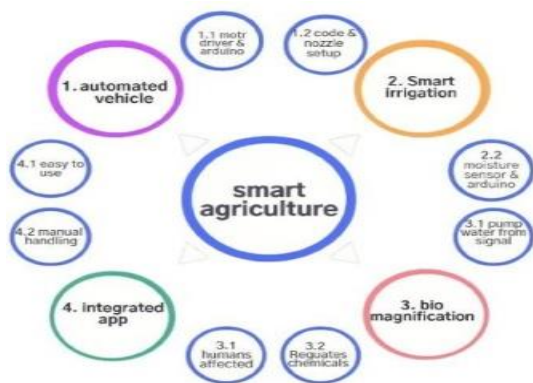 1.1 motr
driver &
arduino
1.2 code &
nozzle
setup
1. automated
vehicle
2. Smart
irrigation
4.1 easy to
use
2.2
moisture
sensor &
arduino
smart
agriculture
4.2 manual
handling
3.1 pump
water from
signal
4. integrated
app
3. bio
magnification
3.1
humans
affected
3.2
Reguates
chemicals